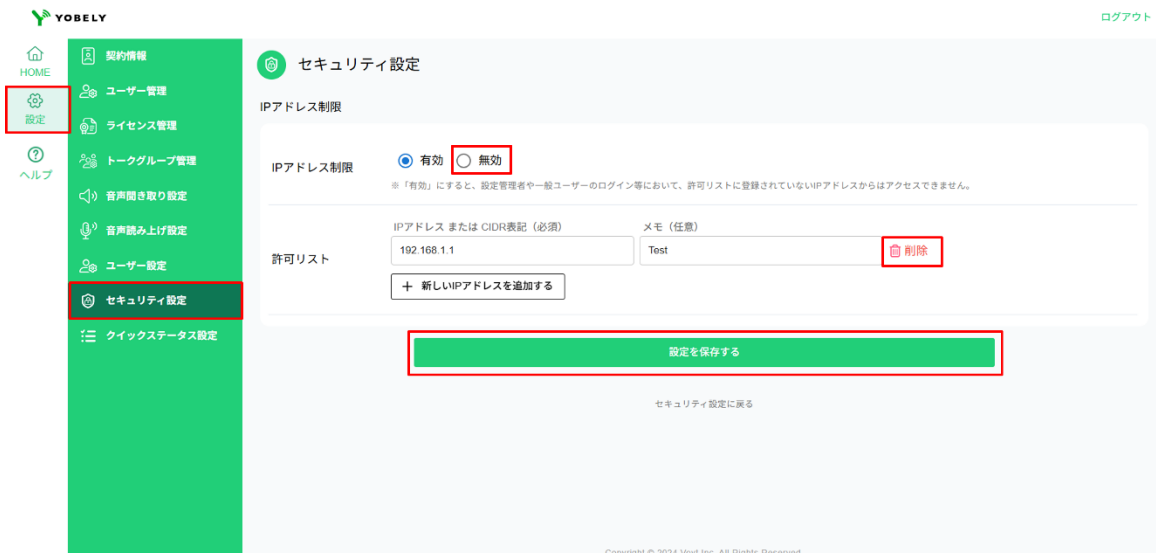 YOBELY
ログアウト
HOME
設定
ヘルプ
契約情報
ユーザー管理
ライセンス管理
トークグループ管理
音声聞き取り設定
音声読み上げ設定
ユーザー設定
セキュリティ設定
クイックステータス設定
セキュリティ設定
IPアドレス制限
IPアドレス制限
有効 無効
※「有効」にすると、設定管理者や一般ユーザーのログイン等において、許可リストに登録されていないIPアドレスからはアクセスできません。
許可リスト
IPアドレス または CIDR表記（必須） メモ（任意）
192.168.1.1 Test 削除
＋ 新しいIPアドレスを追加する
設定を保存する
セキュリティ設定に戻る
Copyright © 2024 Voyt Inc. All Rights Reserved